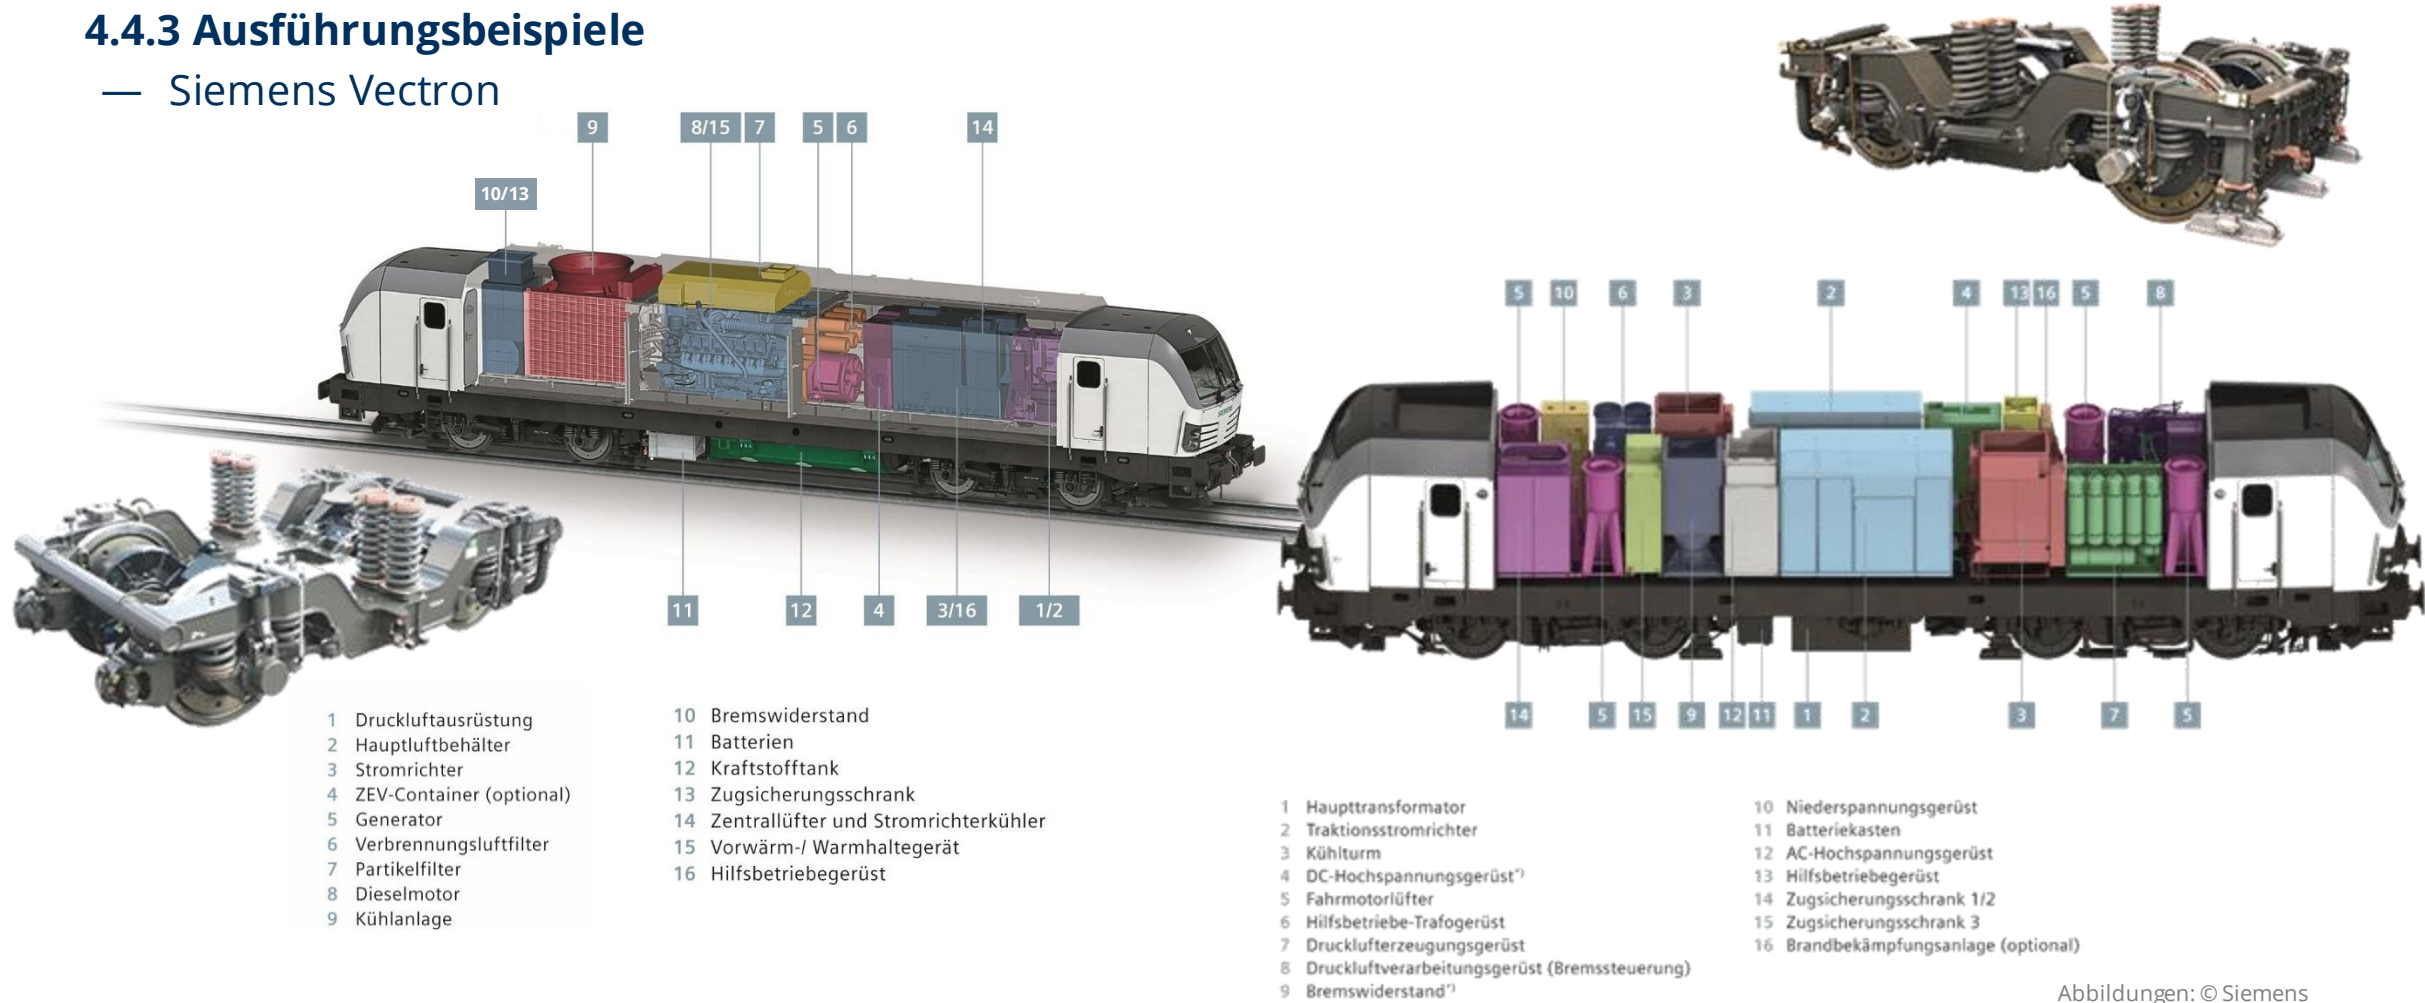 4.4.3 Ausführungsbeispiele
— Siemens Vectron
9
8/15
7
5
6
14
10/13
11
12
4
3/16
1/2
1 Druckluftausrüstung
2 Hauptluftbehälter
3 Stromrichter
4 ZEV-Container (optional)
5 Generator
6 Verbrennungsluftfilter
7 Partikelfilter
8 Dieselmotor
9 Kühlanlage
10 Bremswiderstand
11 Batterien
12 Kraftstofftank
13 Zugsicherungsschrank
14 Zentrallüfter und Stromrichterkühler
15 Vorwärm-/ Warmhaltegerät
16 Hilfsbetriebegerüst
5
10
6
3
2
4
13
16
5
8
14
5
15
9
12
11
1
2
3
7
5
1 Haupttransformator
2 Traktionsstromrichter
3 Kühlturm
4 DC-Hochspannungsgerüst*)
5 Fahrmotorlüfter
6 Hilfsbetriebe-Trafogerüst
7 Drucklufterzeugungsgerüst
8 Druckluftverarbeitungsgerüst (Bremssteuerung)
9 Bremswiderstand*)
10 Niederspannungsgerüst
11 Batteriekasten
12 AC-Hochspannungsgerüst
13 Hilfsbetriebegerüst
14 Zugsicherungsschrank 1/2
15 Zugsicherungsschrank 3
16 Brandbekämpfungsanlage (optional)
Abbildungen: © Siemens